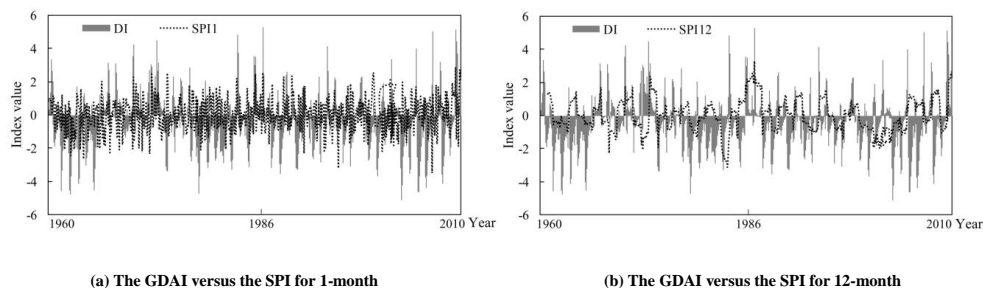 6
4
2
0
-2
-4
-6
Index value
DI
SPI1
1960
1986
2010
Year
(a) The GDAI versus the SPI for 1-month
6
4
2
0
-2
-4
-6
Index value
DI
SPI12
1960
1986
2010
Year
(b) The GDAI versus the SPI for 12-month